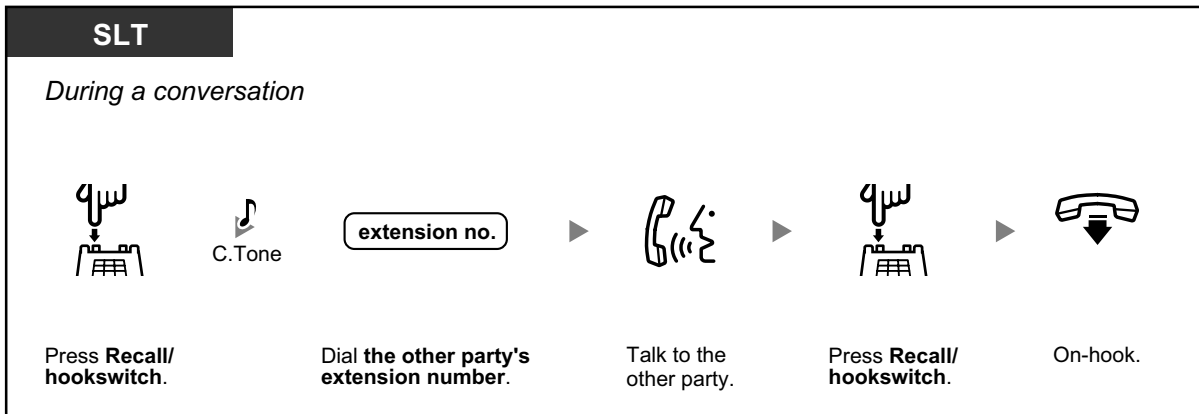 SLT
During a conversation
C.Tone
extension no.
Press Recall/
hookswitch.
Dial the other party's
extension number.
Talk to the
other party.
Press Recall/
hookswitch.
On-hook.